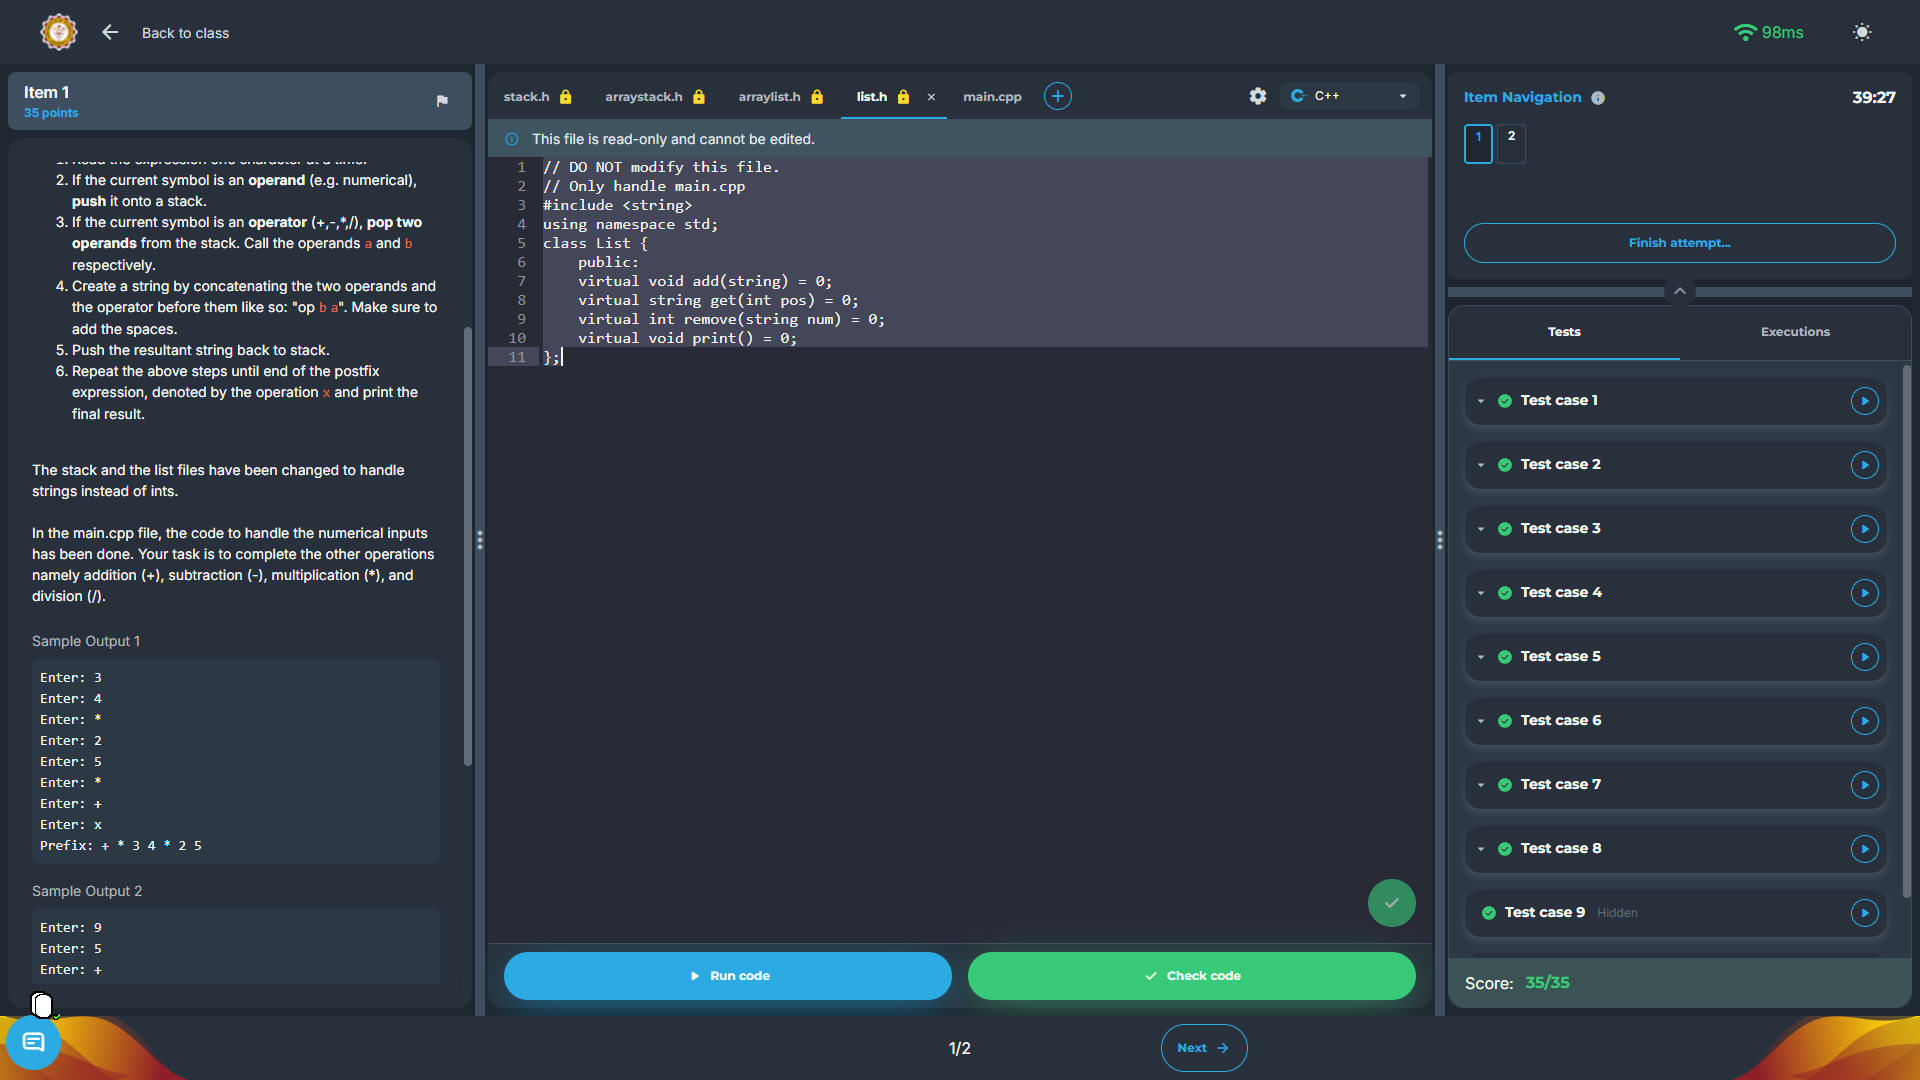 Back to class
98ms
Item 1
35 points
1. Read the expression one character at a time.
2. If the current symbol is an operand (e.g. numerical),
push it onto a stack.
3. If the current symbol is an operator (+,-,*,/), pop two
operands from the stack. Call the operands a and b
respectively.
4. Create a string by concatenating the two operands and
the operator before them like so: "op b a". Make sure to
add the spaces.
5. Push the resultant string back to stack.
6. Repeat the above steps until end of the postfix
expression, denoted by the operation x and print the
final result.
The stack and the list files have been changed to handle
strings instead of ints.
In the main.cpp file, the code to handle the numerical inputs
has been done. Your task is to complete the other operations
namely addition (+), subtraction (-), multiplication (*), and
division (/).
Sample Output 1
Enter: 3
Enter: 4
Enter: *
Enter: 2
Enter: 5
Enter: *
Enter: +
Enter: x
Prefix: + * 3 4 * 2 5
Sample Output 2
Enter: 9
Enter: 5
Enter: +
stack.h
arraystack.h
arraylist.h
list.h
main.cpp
C++
This file is read-only and cannot be edited.
1 // DO NOT modify this file.
2 // Only handle main.cpp
3 #include <string>
4 using namespace std;
5 class List {
6 public:
7 virtual void add(string) = 0;
8 virtual string get(int pos) = 0;
9 virtual int remove(string num) = 0;
10 virtual void print() = 0;
11 };
Run code
Check code
Item Navigation
39:27
1
2
Finish attempt...
Tests
Executions
Test case 1
Test case 2
Test case 3
Test case 4
Test case 5
Test case 6
Test case 7
Test case 8
Test case 9 Hidden
Score: 35/35
1/2
Next